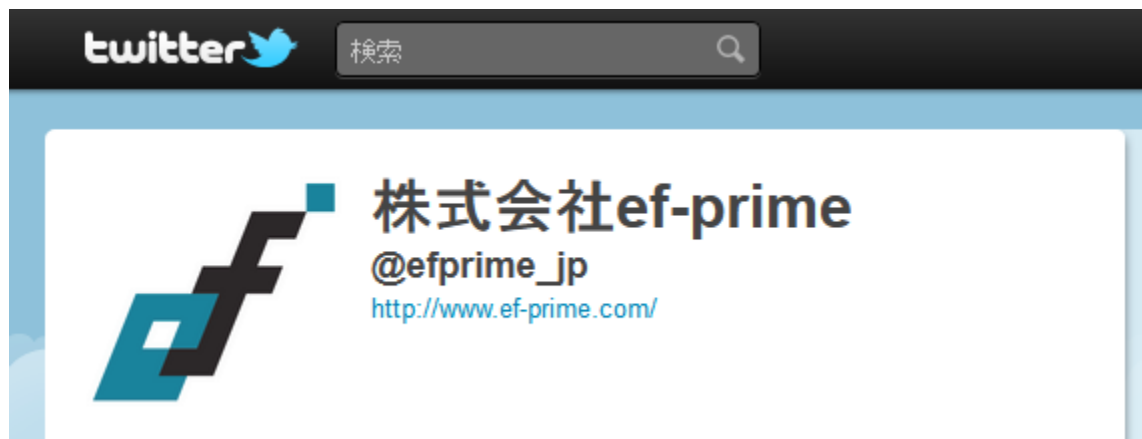 twitter
検索
株式会社ef-prime
@efprime_jp
http://www.ef-prime.com/